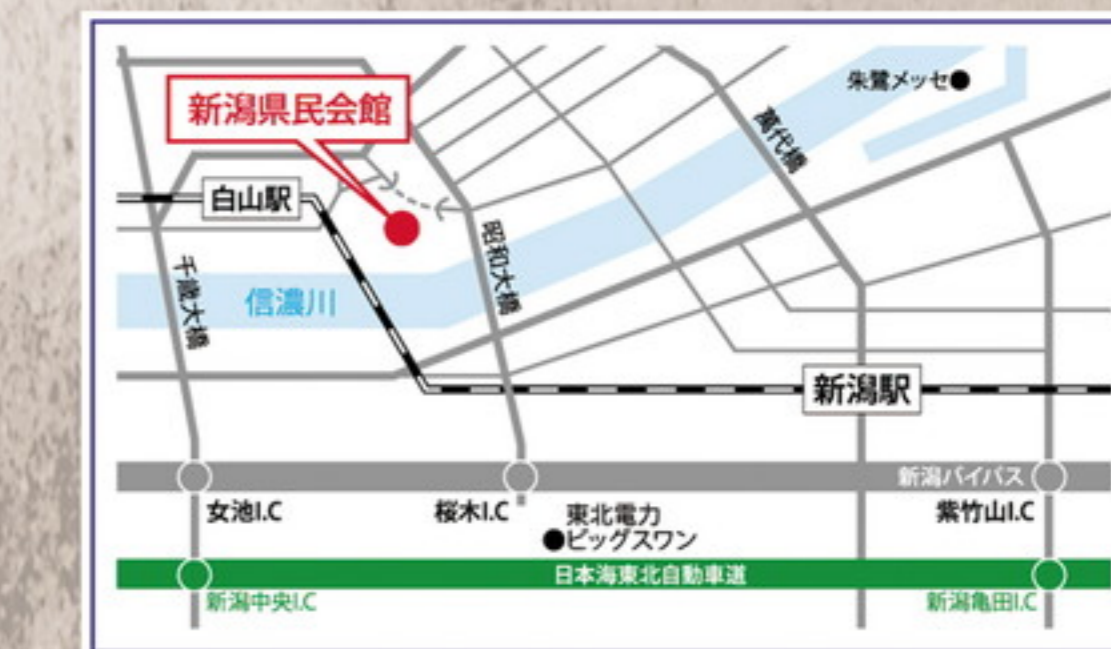 朱鷺メッセ●
新潟県民会館
萬代橋
白山駅
昭和大橋
千歳大橋
信濃川
新潟駅
新潟バイパス
女池I.C
桜木I.C
紫竹山I.C
東北電力
●ビッグスワン
日本海東北自動車道
新潟中央I.C
新潟亀田I.C